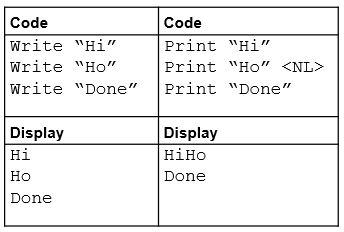 Code
Write “Hi”
Write “Ho”
Write “Done”
Code
Print “Hi”
Print “Ho” <NL>
Print “Done”
Display
Hi
Ho
Done
Display
HiHo
Done